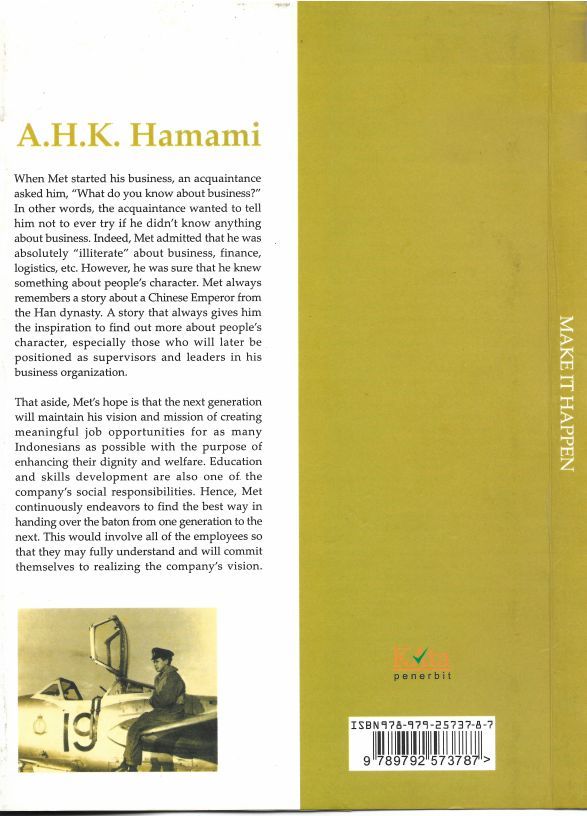 A.H.K. Hamami
When Met started his business, an acquaintance
asked him, "What do you know about business?"
In other words, the acquaintance wanted to tell
him not to ever try if he didn't know anything
about business. Indeed, Met admitted that he was
absolutely "illiterate" about business, finance,
logistics, etc. However, he was sure that he knew
something about people's character. Met always
remembers a story about a Chinese Emperor from
the Han dynasty. A story that always gives him
the inspiration to find out more about people's
character, especially those who will later be
positioned as supervisors and leaders in his
business organization.
That aside, Met's hope is that the next generation
will maintain his vision and mission of creating
meaningful job opportunities for as many
Indonesians as possible with the purpose of
enhancing their dignity and welfare. Education
and skills development are also one of the
company's social responsibilities. Hence, Met
continuously endeavors to find the best way in
handing over the baton from one generation to the
next. This would involve all of the employees so
that they may fully understand and will commit
themselves to realizing the company's vision.
19
penerbit
ISBN 978-979-25737-8-7
9 789792 573787 >
MAKE IT HAPPEN